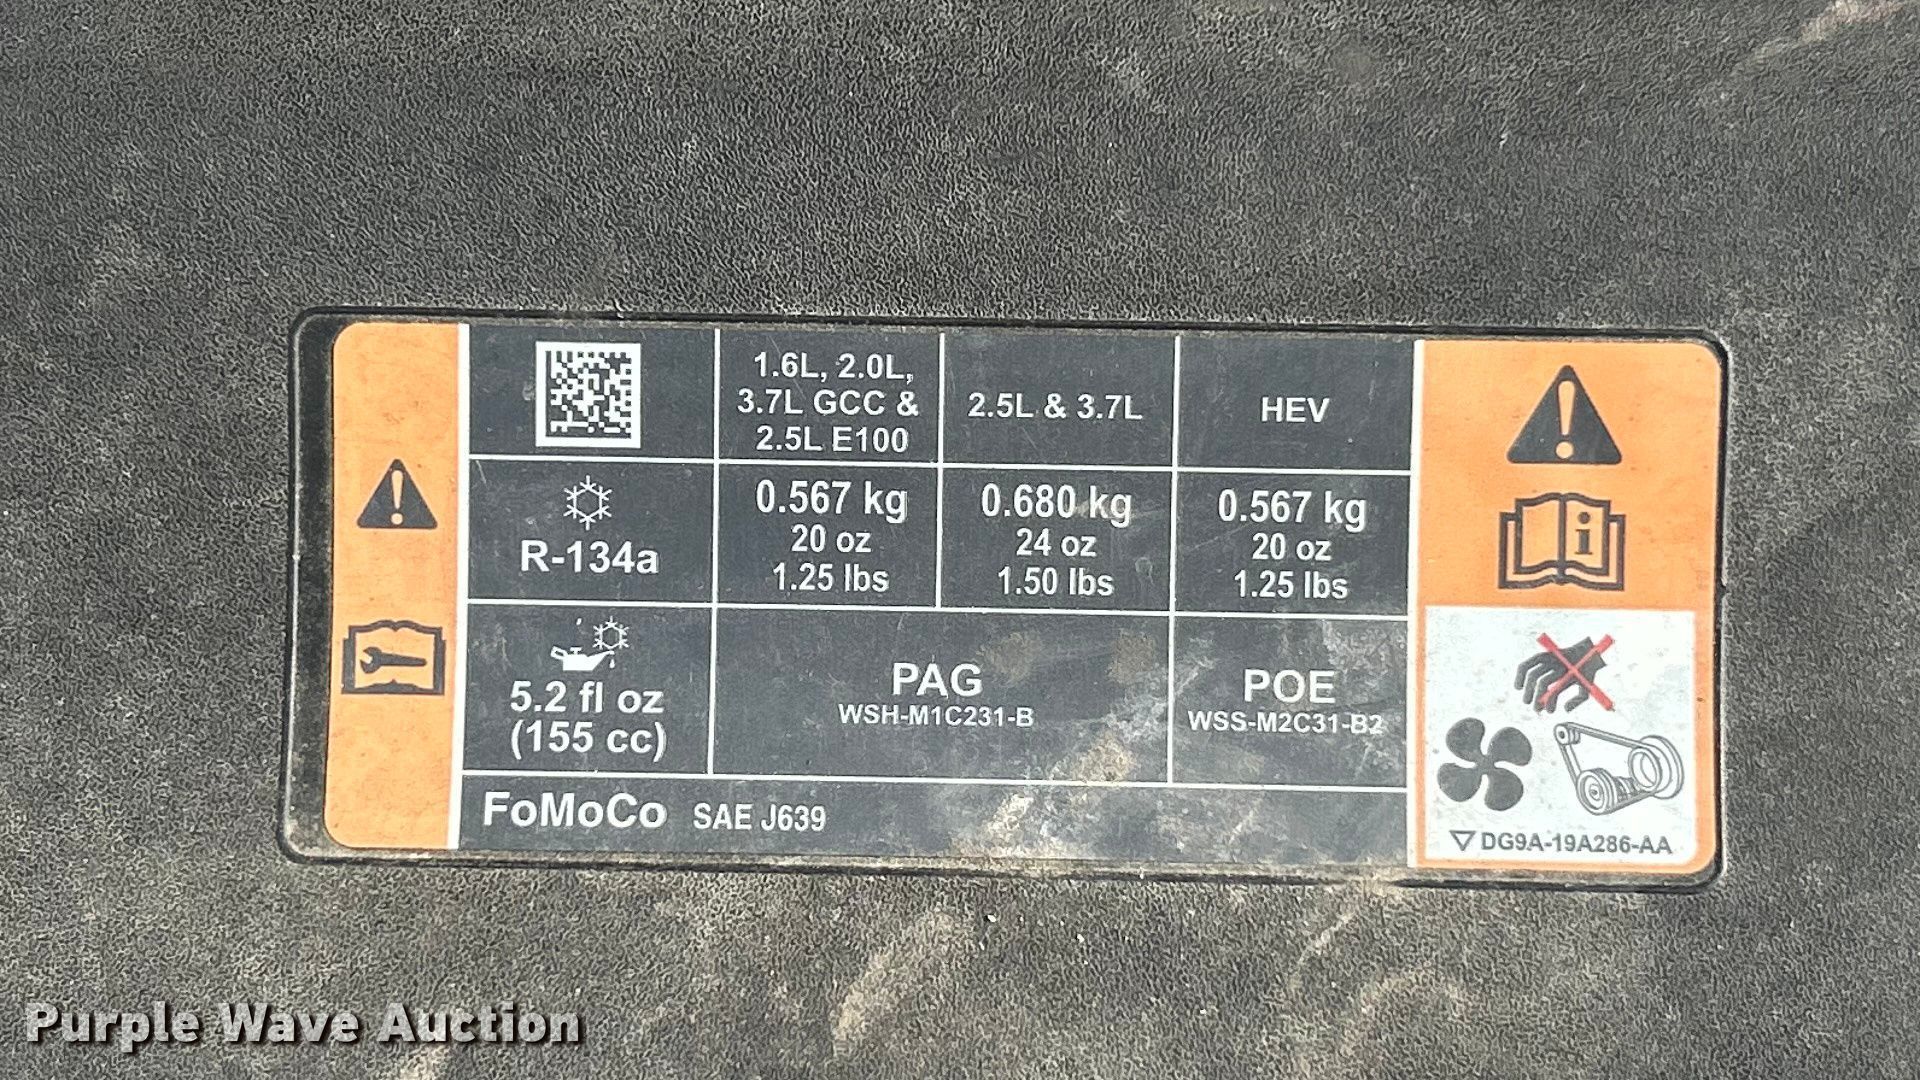 1.6L, 2.0L,
3.7L GCC &
2.5L E100
2.5L & 3.7L
HEV
R-134a
0.567 kg
20 oz
1.25 lbs
0.680 kg
24 oz
1.50 lbs
0.567 kg
20 oz
1.25 lbs
5.2 fl oz
(155 cc)
PAG
WSH-M1C231-B
POE
WSS-M2C31-B2
FoMoCo SAE J639
DG9A-19A286-AA
Purple Wave Auction